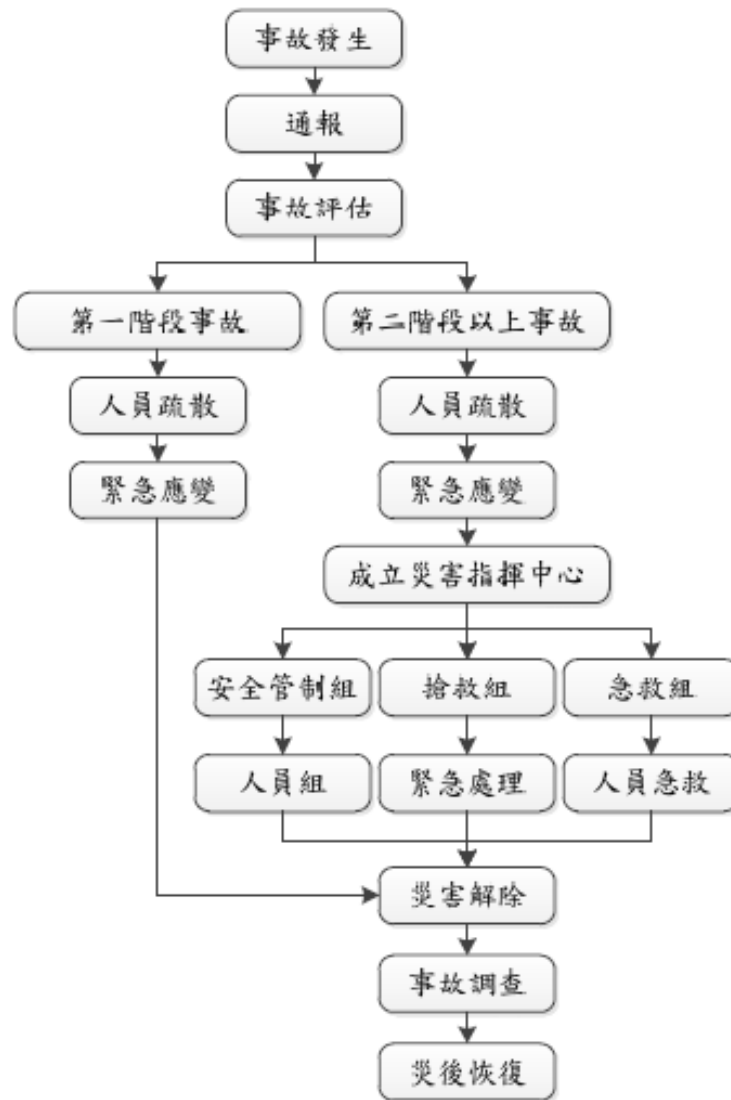 事故發生
通報
事故評估
第一階段事故
第二階段以上事故
人員疏散
人員疏散
緊急應變
緊急應變
成立災害指揮中心
安全管制組
搶救組
急救組
人員組
緊急處理
人員急救
災害解除
事故調查
災後恢復